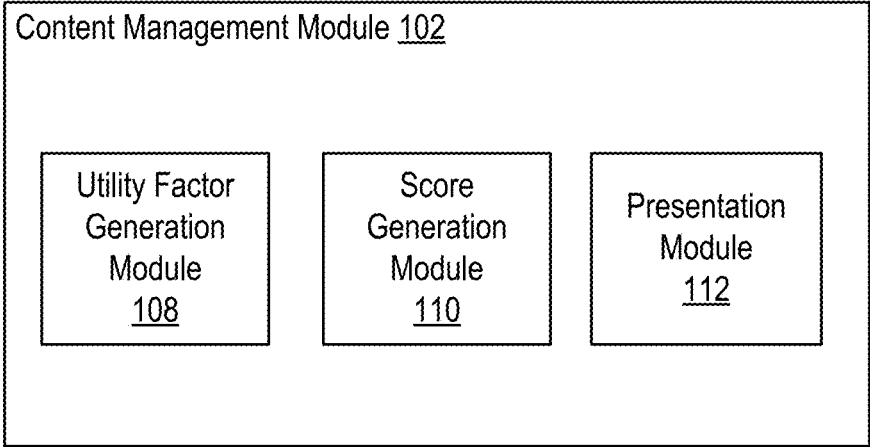 Content Management Module 102
Utility Factor
Generation
Module
108
Score
Generation
Module
110
Presentation
Module
112